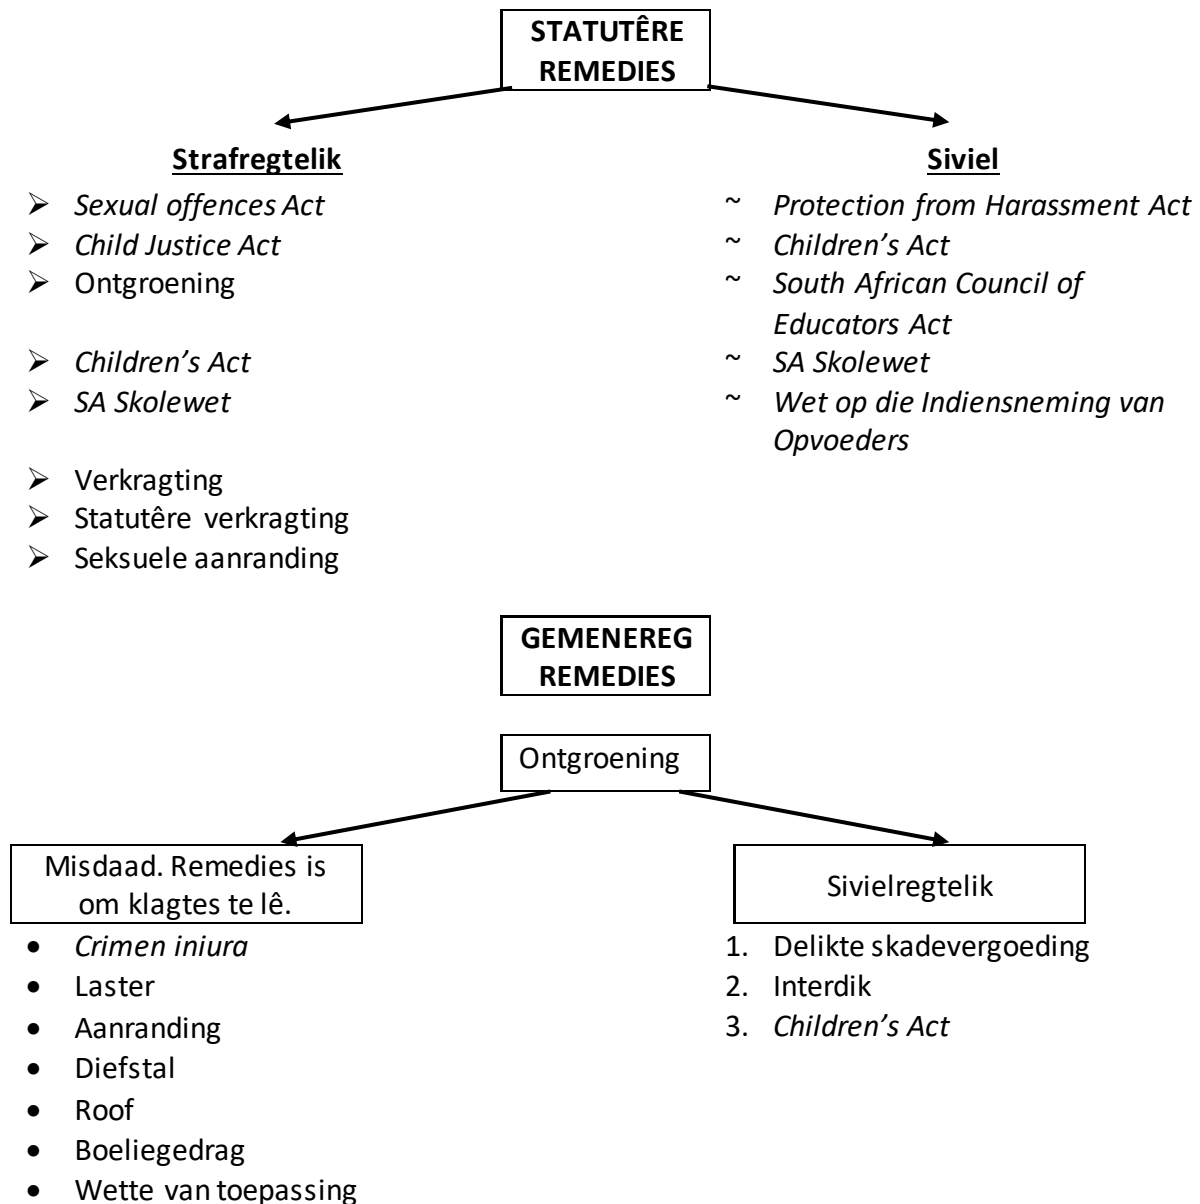 STATUTÊRE
REMEDIES
Strafregtelik
➢ Sexual offences Act
➢ Child Justice Act
➢ Ontgroening
➢ Children’s Act
➢ SA Skolewet
➢ Verkragting
➢ Statutêre verkragting
➢ Seksuele aanranding
Siviel
~ Protection from Harassment Act
~ Children’s Act
~ South African Council of
Educators Act
~ SA Skolewet
~ Wet op die Indiensneming van
Opvoeders
GEMENEREG
REMEDIES
Ontgroening
Misdaad. Remedies is
om klagtes te lê.
• Crimen iniura
• Laster
• Aanranding
• Diefstal
• Roof
• Boeliegedrag
• Wette van toepassing
Sivielregtelik
1. Delikte skadevergoeding
2. Interdik
3. Children’s Act